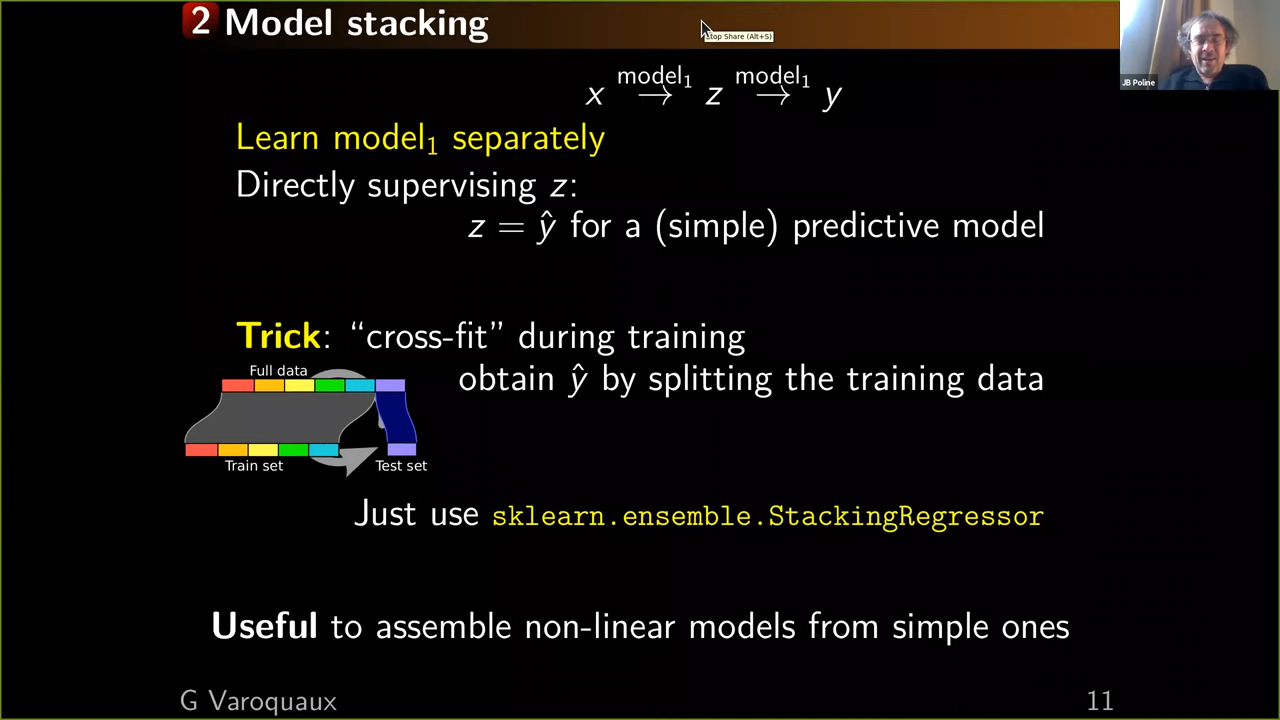 2 Model stacking
Stop Share (Alt+S)
JB Poline
x model₁→ z model₁→ y
Learn model₁ separately
Directly supervising z:
z = ŷ for a (simple) predictive model
Trick: “cross-fit” during training
obtain ŷ by splitting the training data
Full data
Train set
Test set
Just use sklearn.ensemble.StackingRegressor
Useful to assemble non-linear models from simple ones
G Varoquaux
11